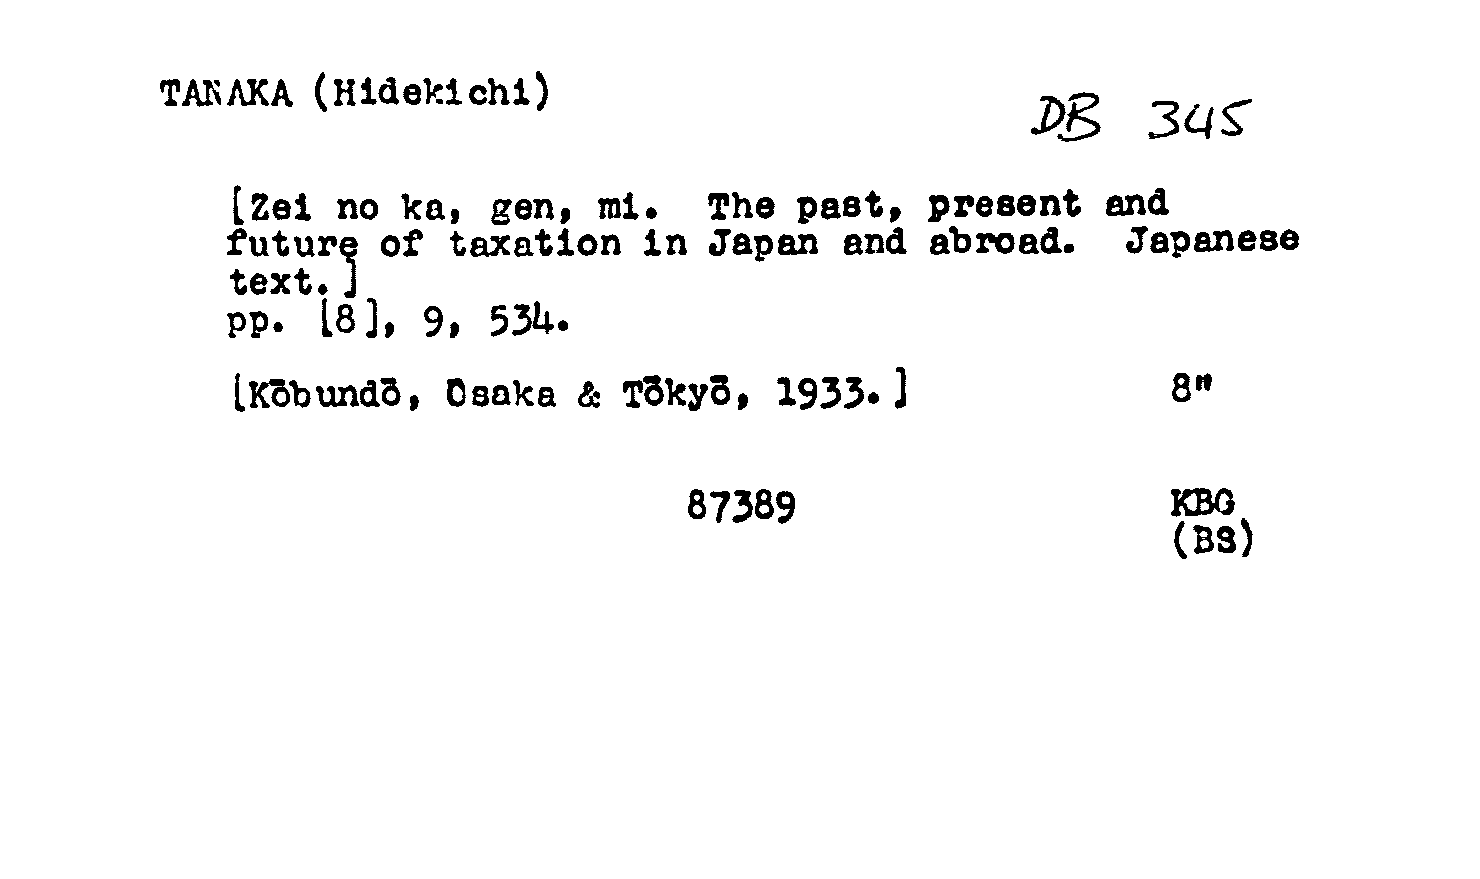 TANAKA (Hidekichi)
DB 345
[Zei no ka, gen, mi. The past, present and
future of taxation in Japan and abroad. Japanese
text.]
pp. [8], 9, 534.
[Kōbundō, Osaka & Tōkyō, 1933.] 8"
87389 KBG
(BS)